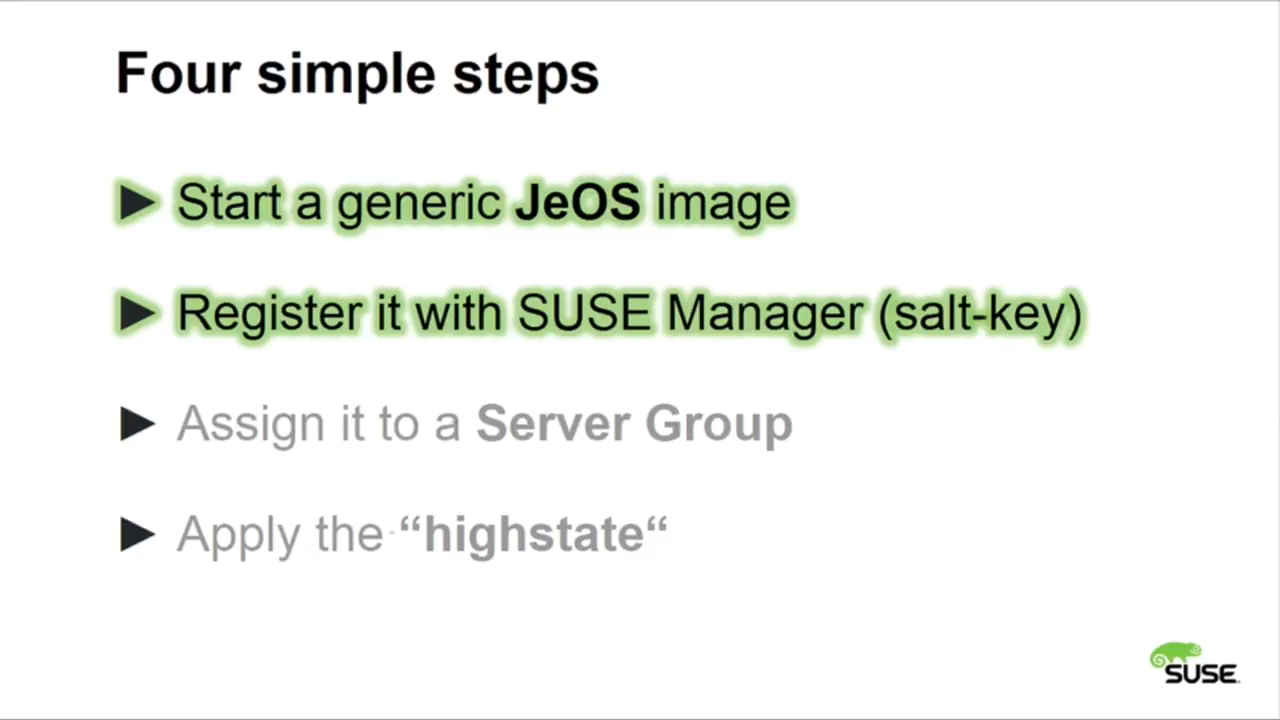 Four simple steps
► Start a generic JeOS image
► Register it with SUSE Manager (salt-key)
► Assign it to a Server Group
► Apply the “highstate“
SUSE